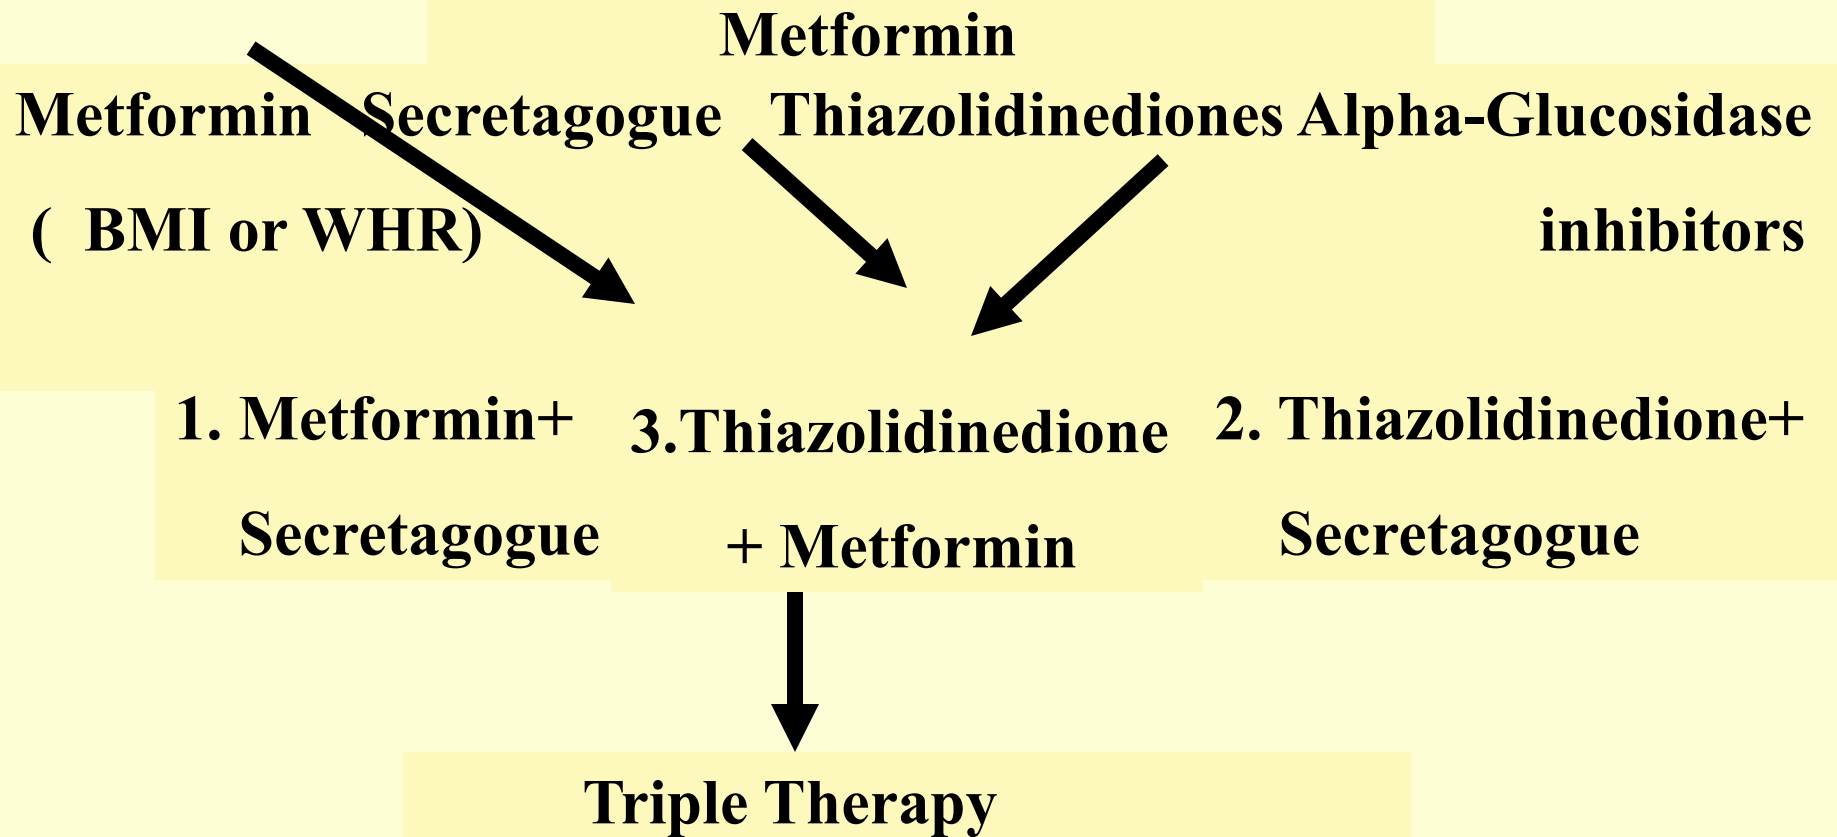 Metformin
Metformin Secretagogue Thiazolidinediones Alpha-Glucosidase
( BMI or WHR) inhibitors
1. Metformin+
Secretagogue
3.Thiazolidinedione
+ Metformin
2. Thiazolidinedione+
Secretagogue
Triple Therapy